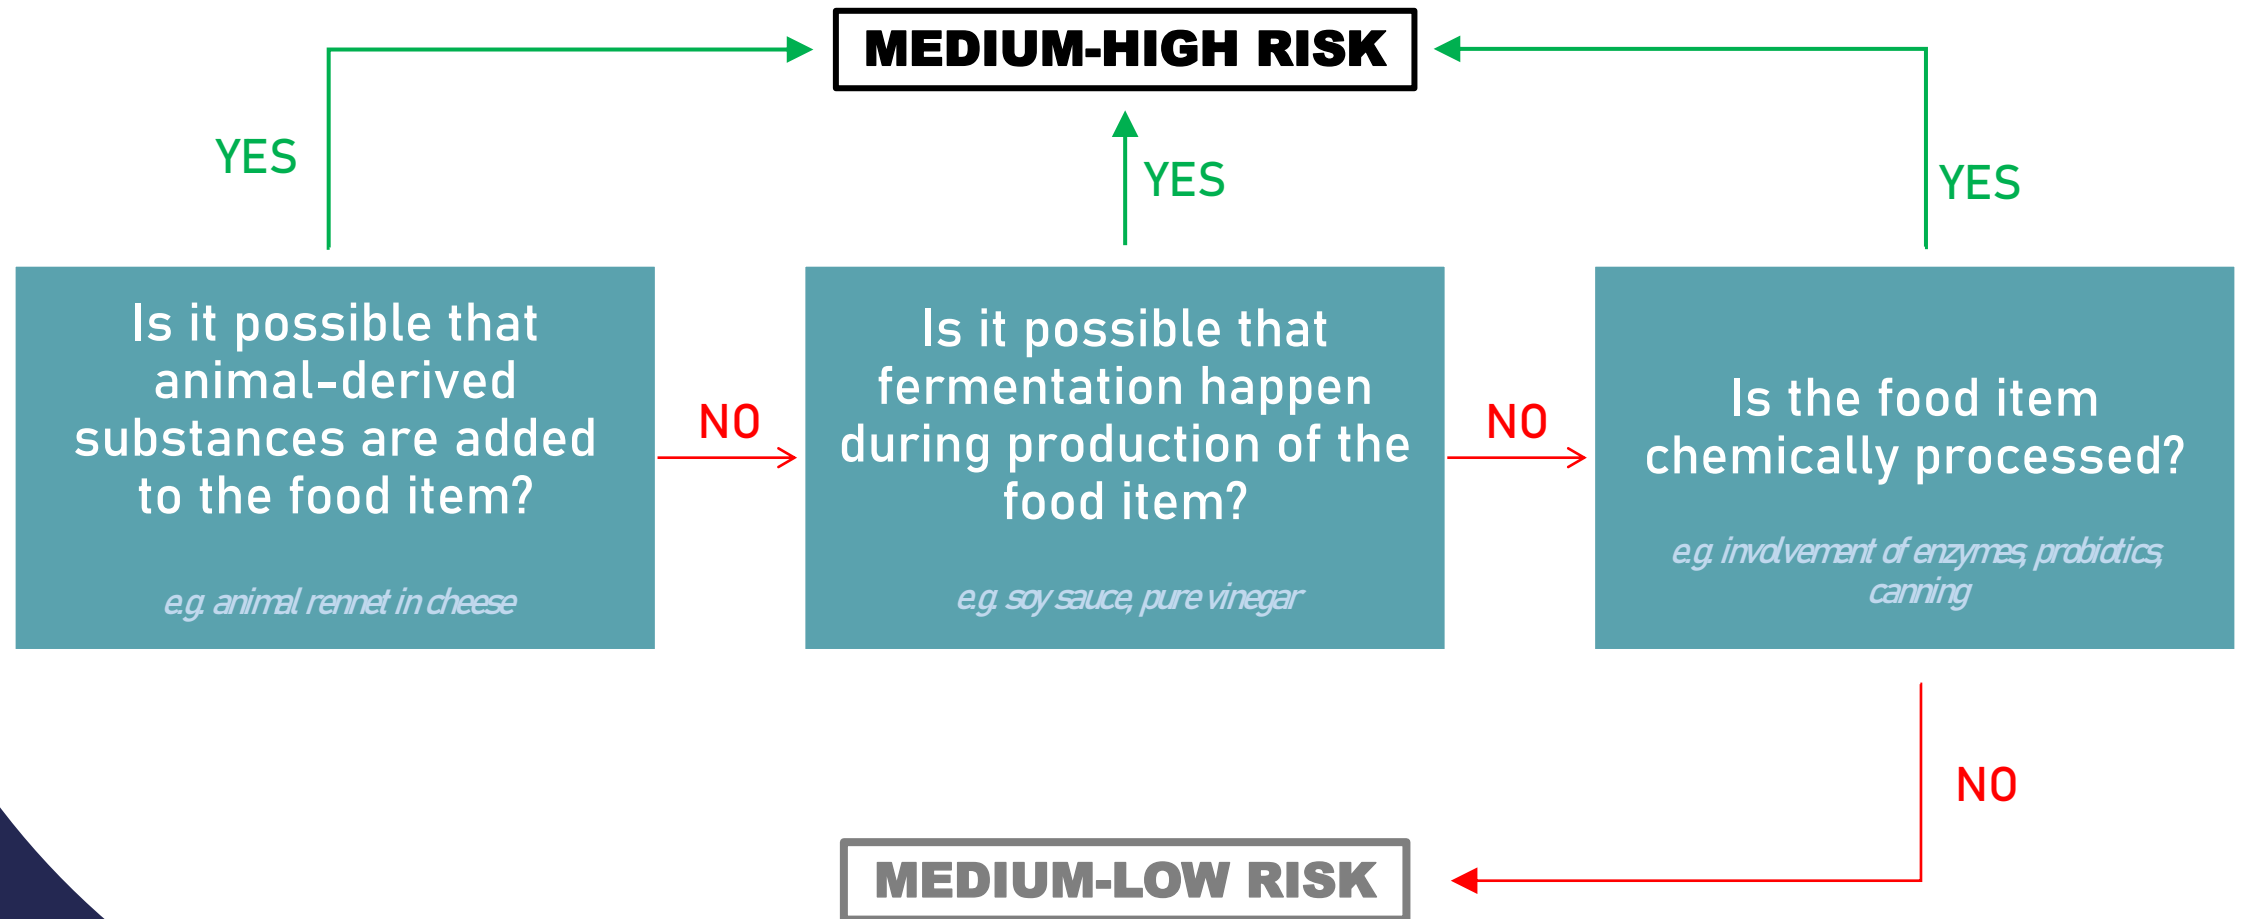 MEDIUM-HIGH RISK
YES
YES
YES
Is it possible that
animal-derived
substances are added
to the food item?
e.g. animal rennet in cheese
NO
Is it possible that
fermentation happen
during production of the
food item?
e.g. soy sauce, pure vinegar
NO
Is the food item
chemically processed?
e.g. involvement of enzymes, probiotics,
canning
NO
MEDIUM-LOW RISK